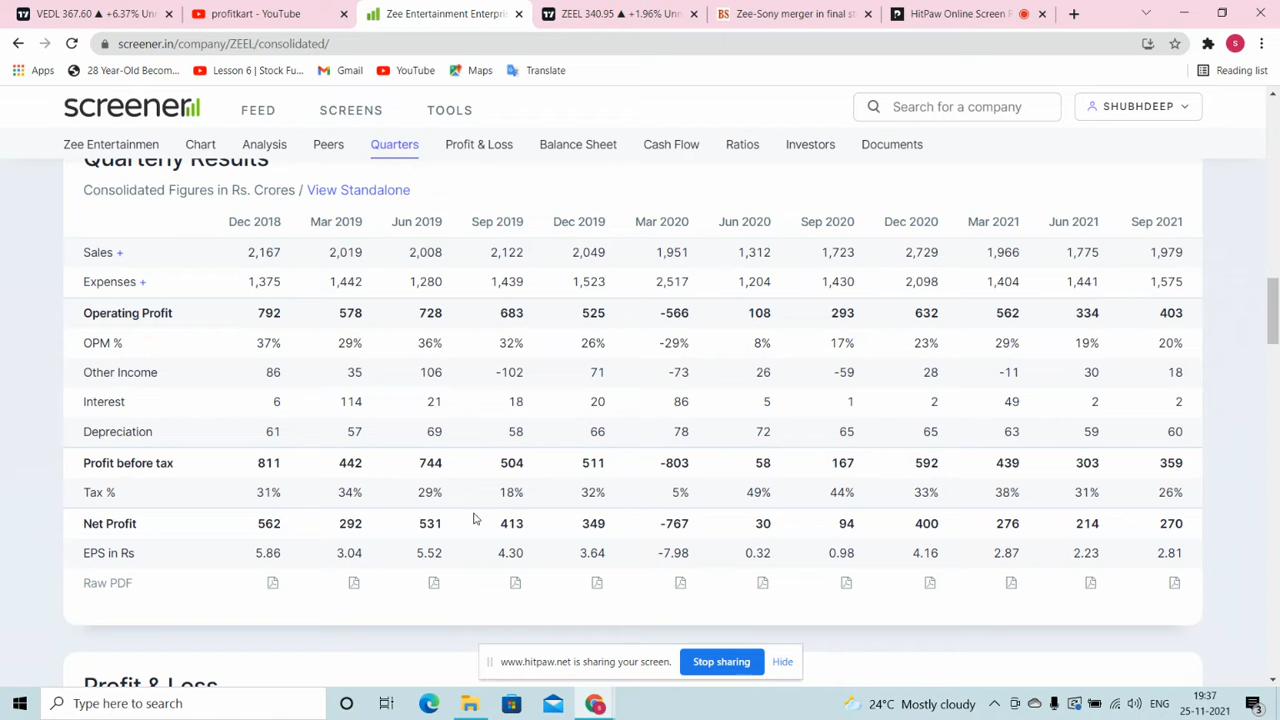 VEDL 367.60 ▲ +6.37% Un
profitkart - YouTube
Zee Entertainment Enterpri
ZEEL 340.95 ▲ +1.96% Unn
BS Zee-Sony merger in final st
HitPaw Online Screen R
screener.in/company/ZEEL/consolidated/
Apps
28 Year-Old Becom...
Lesson 6 | Stock Fu...
Gmail
YouTube
Maps
Translate
Reading list
screener
FEED
SCREENS
TOOLS
Search for a company
SHUBHDEEP
Zee Entertainmen Chart Analysis Peers Quarters Profit & Loss Balance Sheet Cash Flow Ratios Investors Documents
Quarterly Results
Consolidated Figures in Rs. Crores / View Standalone
Dec 2018 Mar 2019 Jun 2019 Sep 2019 Dec 2019 Mar 2020 Jun 2020 Sep 2020 Dec 2020 Mar 2021 Jun 2021 Sep 2021
Sales + 2,167 2,019 2,008 2,122 2,049 1,951 1,312 1,723 2,729 1,966 1,775 1,979
Expenses + 1,375 1,442 1,280 1,439 1,523 2,517 1,204 1,430 2,098 1,404 1,441 1,575
Operating Profit 792 578 728 683 525 -566 108 293 632 562 334 403
OPM % 37% 29% 36% 32% 26% -29% 8% 17% 23% 29% 19% 20%
Other Income 86 35 106 -102 71 -73 26 -59 28 -11 30 18
Interest 6 114 21 18 20 86 5 1 2 49 2 2
Depreciation 61 57 69 58 66 78 72 65 65 63 59 60
Profit before tax 811 442 744 504 511 -803 58 167 592 439 303 359
Tax % 31% 34% 29% 18% 32% 5% 49% 44% 33% 38% 31% 26%
Net Profit 562 292 531 413 349 -767 30 94 400 276 214 270
EPS in Rs 5.86 3.04 5.52 4.30 3.64 -7.98 0.32 0.98 4.16 2.87 2.23 2.81
Raw PDF
www.hitpaw.net is sharing your screen. Stop sharing Hide
Profit & Loss
Type here to search
24°C Mostly cloudy
ENG
19:37
25-11-2021
3